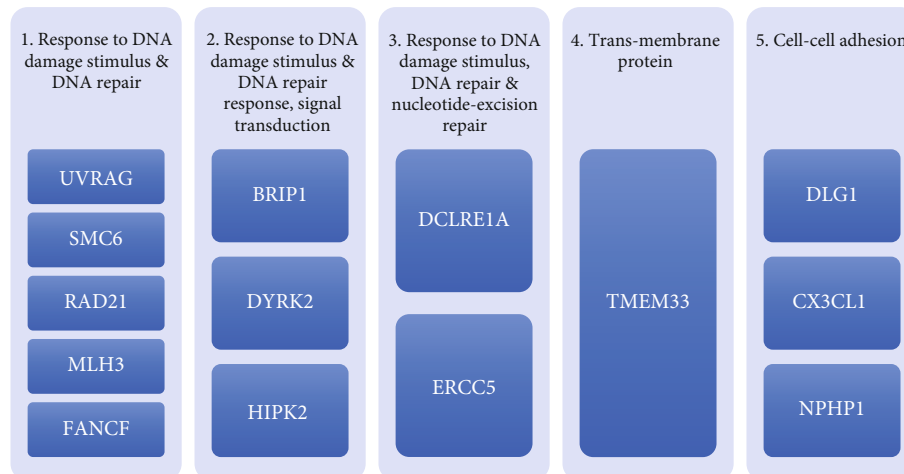 1. Response to DNA
damage stimulus &
DNA repair
UVRAG
SMC6
RAD21
MLH3
FANCF
2. Response to DNA
damage stimulus &
DNA repair
response, signal
transduction
BRIP1
DYRK2
HIPK2
3. Response to DNA
damage stimulus,
DNA repair &
nucleotide-excision
repair
DCLRE1A
ERCC5
4. Trans-membrane
protein
TMEM33
5. Cell-cell adhesion
DLG1
CX3CL1
NPHP1